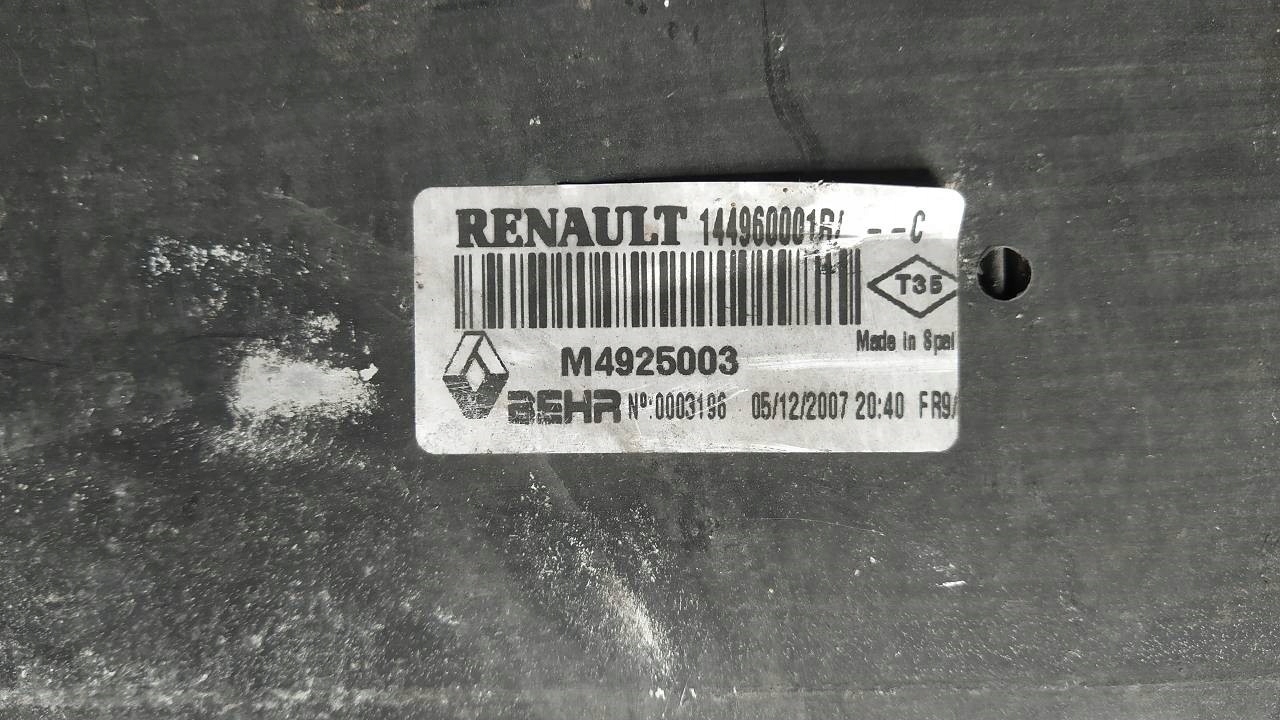 RENAULT 144960001R/ --C
T35
Made in Spai
M4925003
BEHR Nº:0003196 05/12/2007 20:40 FR9/